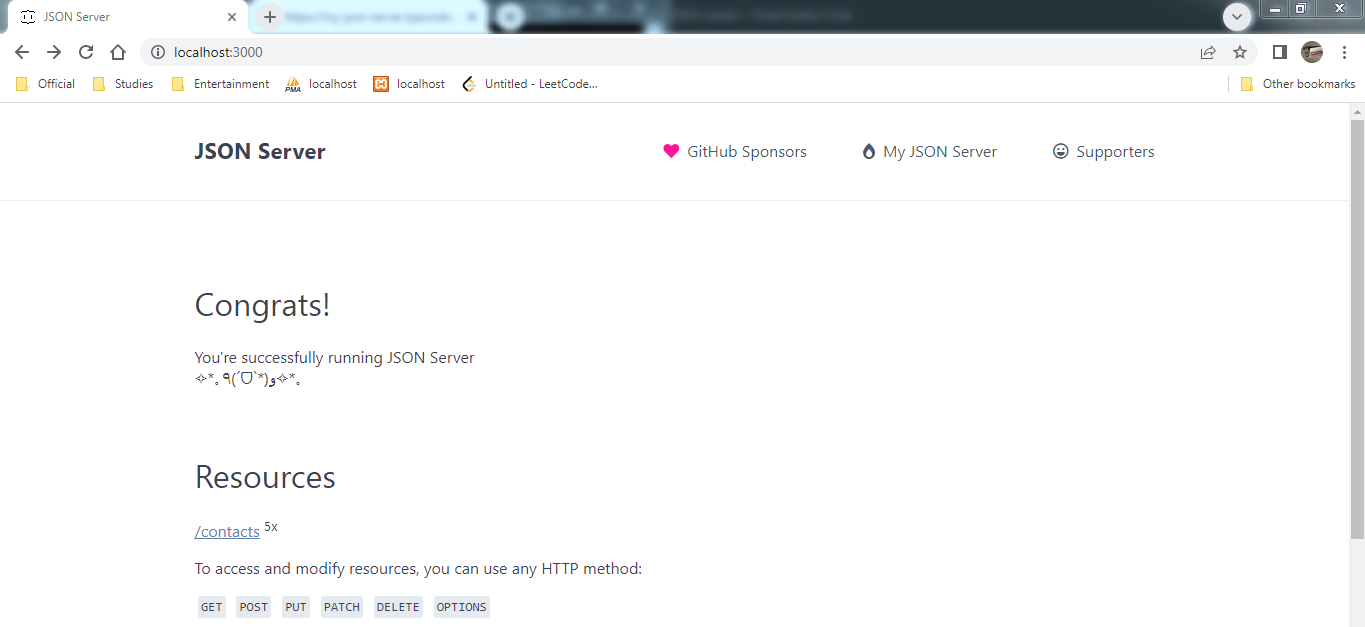 JSON Server
localhost:3000
Official Studies Entertainment localhost localhost Untitled - LeetCode... Other bookmarks
JSON Server GitHub Sponsors My JSON Server Supporters
Congrats!
You're successfully running JSON Server
✧*｡٩(ˊᗜˋ*)و✧*｡
Resources
/contacts 5x
To access and modify resources, you can use any HTTP method:
GET POST PUT PATCH DELETE OPTIONS